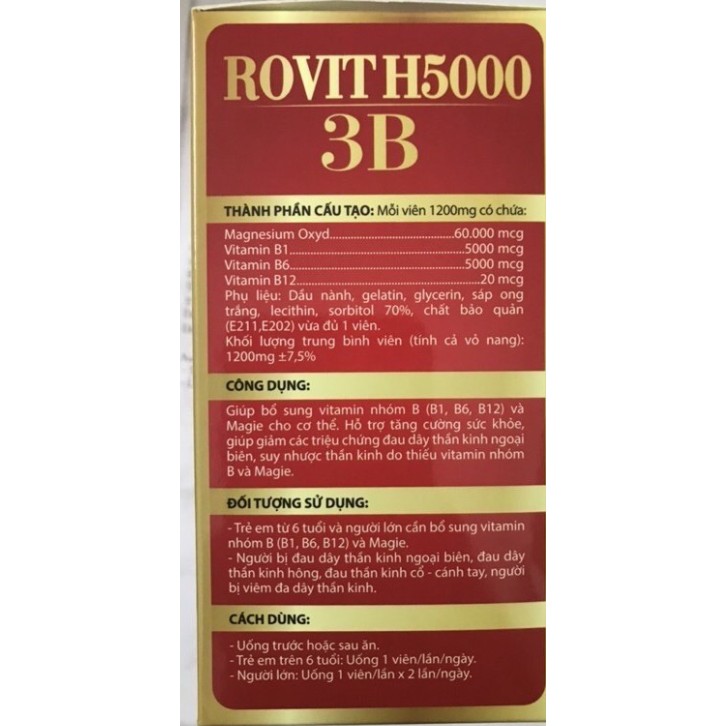 ROVIT H5000
3B
THÀNH PHẦN CẤU TẠO: Mỗi viên 1200mg có chứa:
Magnesium Oxyd..........................60.000 mcg
Vitamin B1....................................5000 mcg
Vitamin B6....................................5000 mcg
Vitamin B12.....................................20 mcg
Phụ liệu: Dầu nành, gelatin, glycerin, sáp ong
trắng, lecithin, sorbitol 70%, chất bảo quản
(E211,E202) vừa đủ 1 viên.
Khối lượng trung bình viên (tính cả vỏ nang):
1200mg ±7,5%
CÔNG DỤNG:
Giúp bổ sung vitamin nhóm B (B1, B6, B12) và
Magie cho cơ thể. Hỗ trợ tăng cường sức khỏe,
giúp giảm các triệu chứng đau dây thần kinh ngoại
biên, suy nhược thần kinh do thiếu vitamin nhóm
B và Magie.
ĐỐI TƯỢNG SỬ DỤNG:
- Trẻ em từ 6 tuổi và người lớn cần bổ sung vitamin
nhóm B (B1, B6, B12) và Magie.
- Người bị đau dây thần kinh ngoại biên, đau dây
thần kinh hông, đau thần kinh cổ - cánh tay, người
bị viêm đa dây thần kinh.
CÁCH DÙNG:
- Uống trước hoặc sau ăn.
- Trẻ em trên 6 tuổi: Uống 1 viên/lần/ngày.
- Người lớn: Uống 1 viên/lần x 2 lần/ngày.